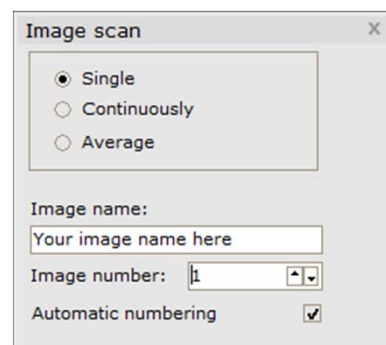 Image scan x
Single
Continuously
Average
Image name:
Your image name here
Image number: 1
Automatic numbering